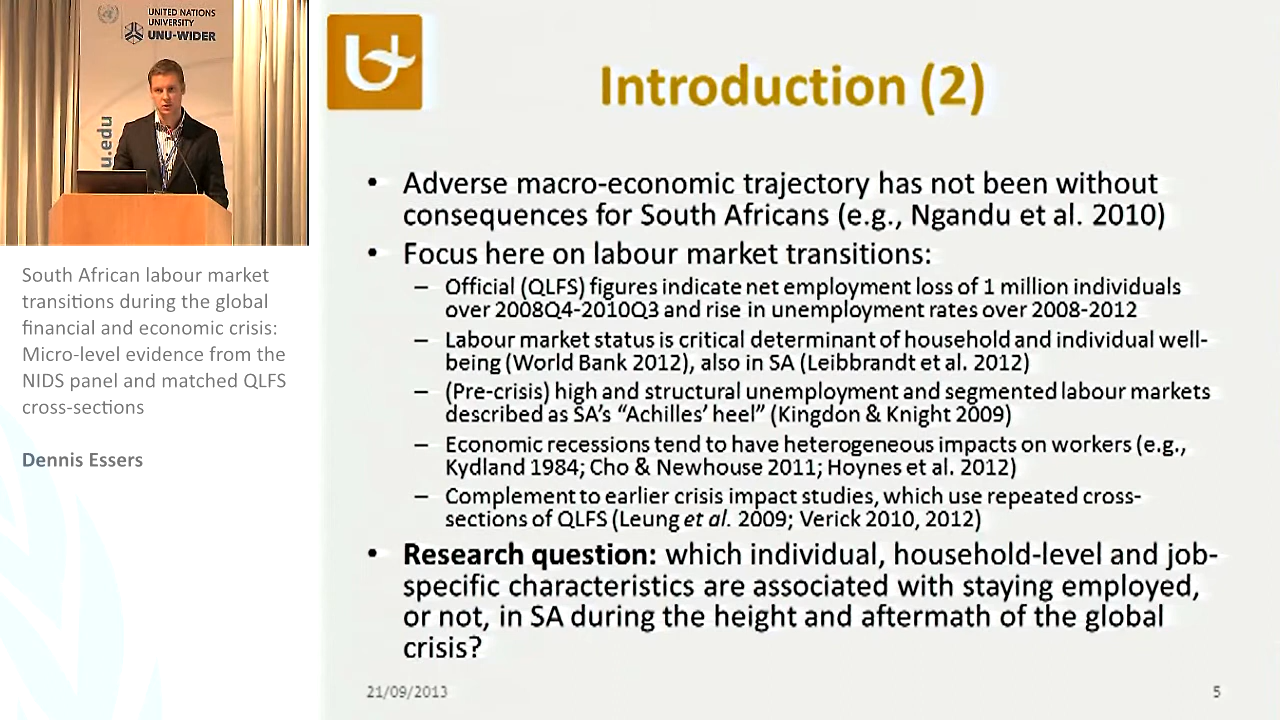 UNITED NATIONS
UNIVERSITY
UNU-WIDER
u.edu
South African labour market
transitions during the global
financial and economic crisis:
Micro-level evidence from the
NIDS panel and matched QLFS
cross-sections
Dennis Essers
Introduction (2)
• Adverse macro-economic trajectory has not been without
consequences for South Africans (e.g., Ngandu et al. 2010)
• Focus here on labour market transitions:
– Official (QLFS) figures indicate net employment loss of 1 million individuals
over 2008Q4-2010Q3 and rise in unemployment rates over 2008-2012
– Labour market status is critical determinant of household and individual well-
being (World Bank 2012), also in SA (Leibbrandt et al. 2012)
– (Pre-crisis) high and structural unemployment and segmented labour markets
described as SA's “Achilles’ heel” (Kingdon & Knight 2009)
– Economic recessions tend to have heterogeneous impacts on workers (e.g.,
Kydland 1984; Cho & Newhouse 2011; Hoynes et al. 2012)
– Complement to earlier crisis impact studies, which use repeated cross-
sections of QLFS (Leung et al. 2009; Verick 2010, 2012)
• Research question: which individual, household-level and job-
specific characteristics are associated with staying employed,
or not, in SA during the height and aftermath of the global
crisis?
21/09/2013
5